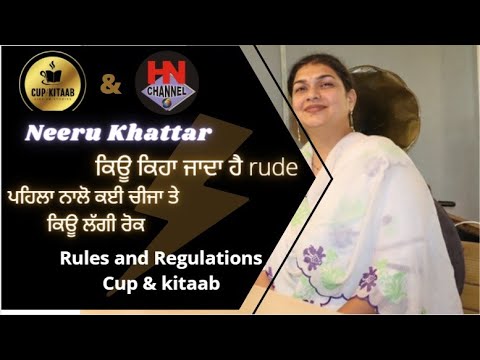 CUP KITAAB
&
HN
CHANNEL
Neeru Khattar
ਕਿਉ ਕਿਹਾ ਜਾਦਾ ਹੈ rude
ਪਹਿਲਾ ਨਾਲੋ ਕਈ ਚੀਜਾ ਤੇ
ਕਿਉ ਲੱਗੀ ਰੋਕ
Rules and Regulations
Cup & kitaab